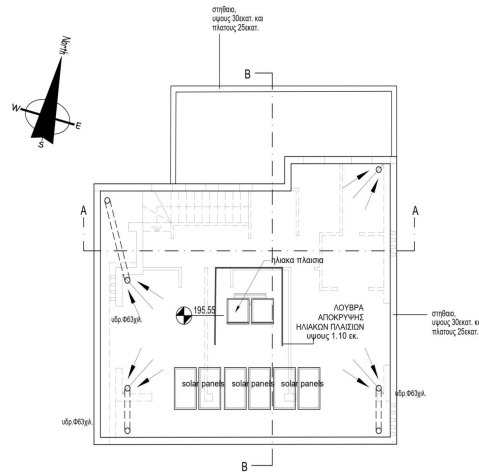 στηθαιο,
υψους 30εκατ. και
πλατους 25εκατ.
North
W
E
S
B
A
A
ηλιακα πλαισια
195.55
ΛΟΥΒΡΑ
ΑΠΟΚΡΥΨΗΣ
ΗΛΙΑΚΩΝ ΠΛΑΙΣΙΩΝ
υψους 1.10 εκ.
στηθαιο,
υψους 30εκατ. κα
πλατους 25εκατ.
υδρ.Φ63χιλ.
solar panels
solar panels
solar panels
υδρ.Φ63χιλ.
υδρ.Φ63χιλ.
B